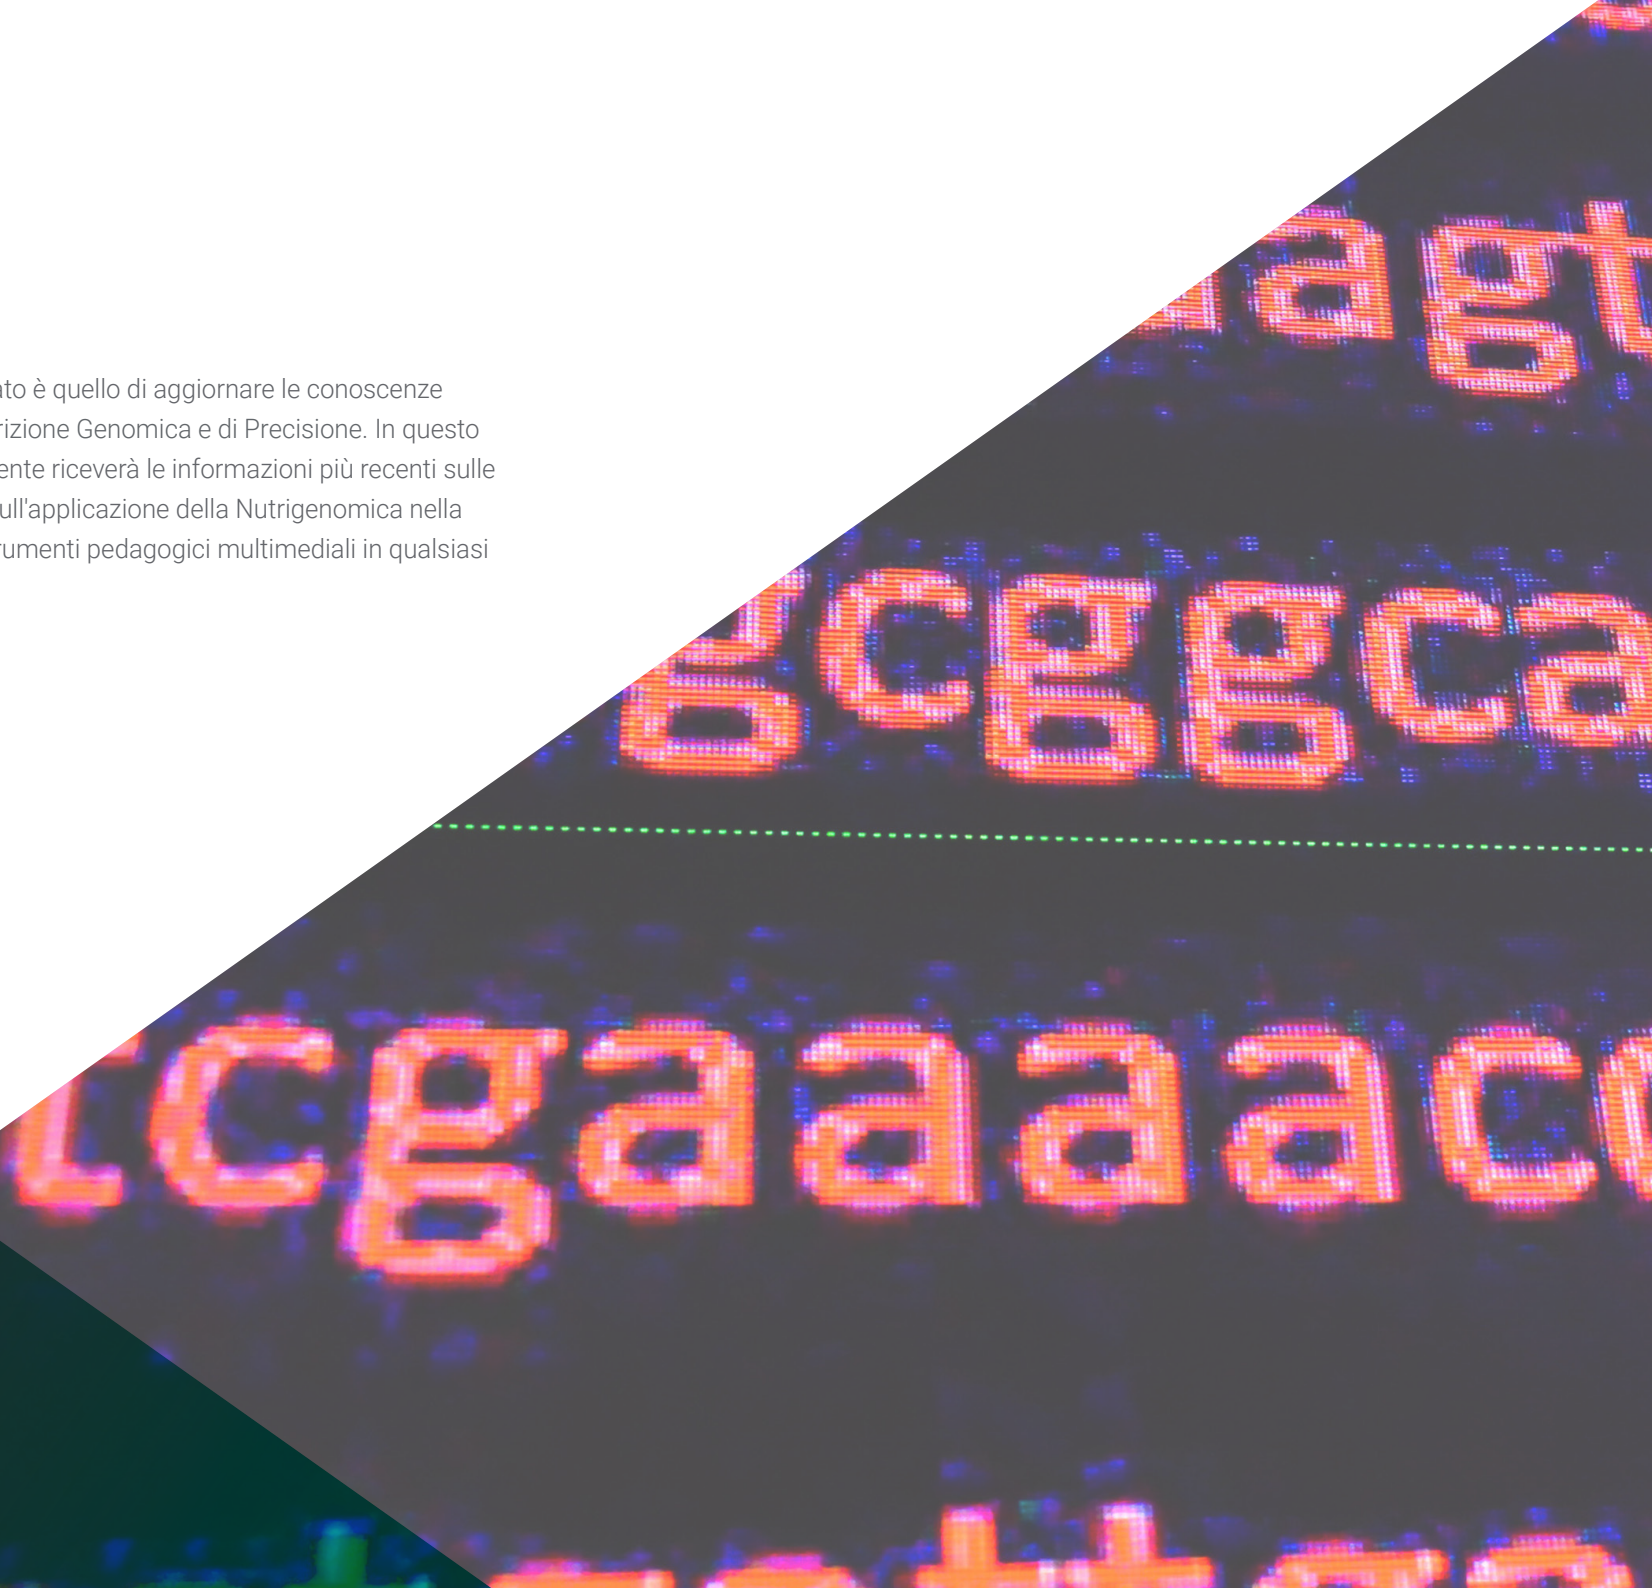 ato è quello di aggiornare le conoscenze
rizione Genomica e di Precisione. In questo
ente riceverà le informazioni più recenti sulle
ull'applicazione della Nutrigenomica nella
rumenti pedagogici multimediali in qualsiasi
agt
gcggca
tcgaaaac